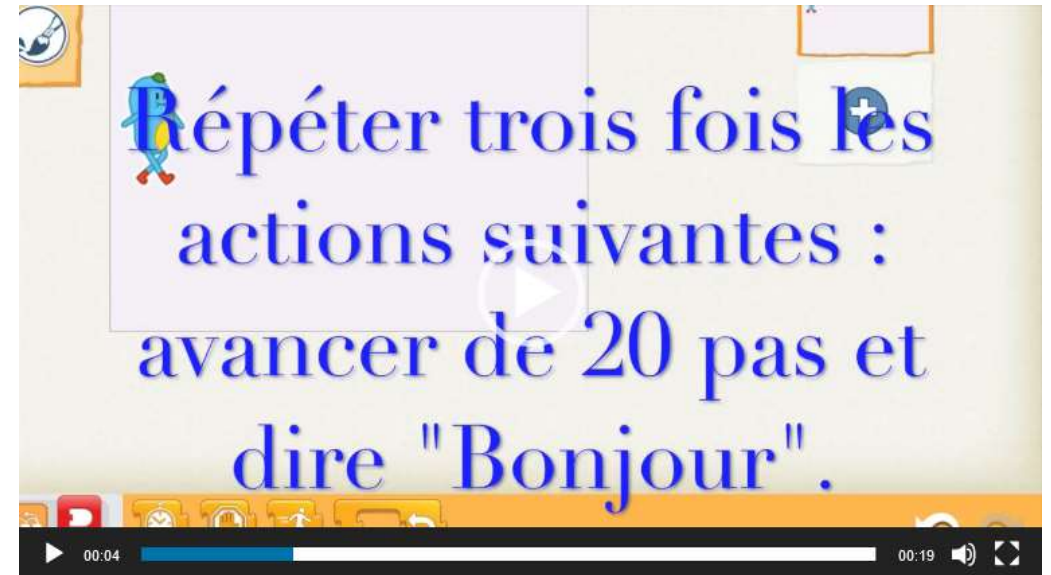 Répéter trois fois les
actions suivantes :
avancer de 20 pas et
dire "Bonjour".
00:04
00:19